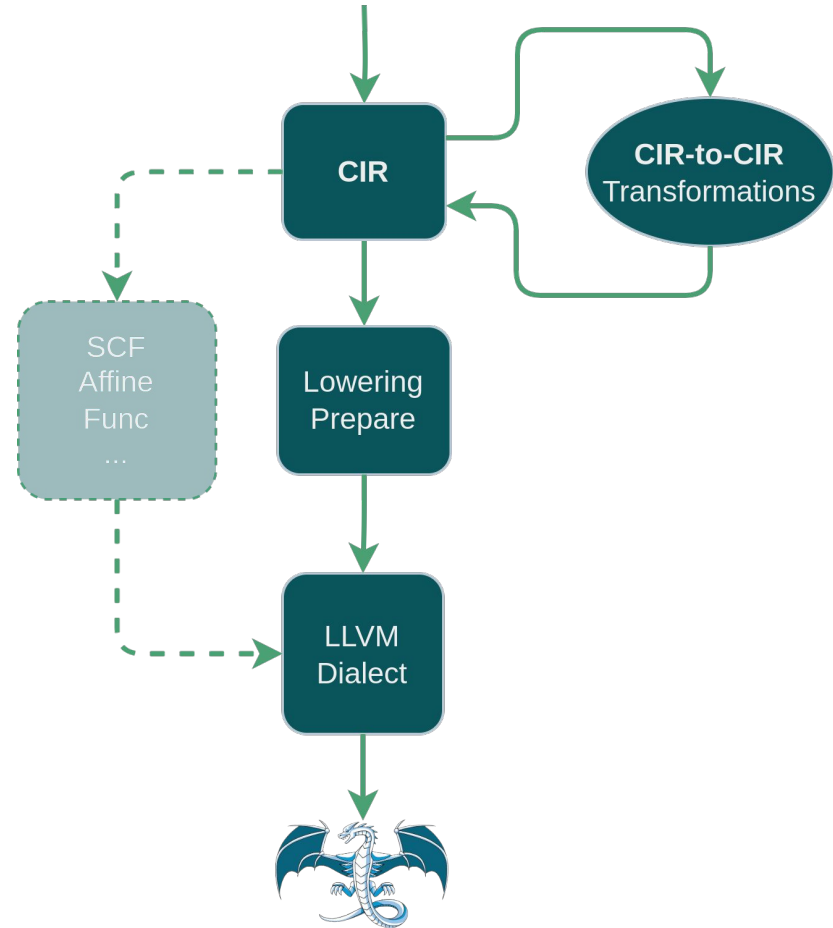 CIR
CIR-to-CIR
Transformations
SCF
Affine
Func
...
Lowering
Prepare
LLVM
Dialect